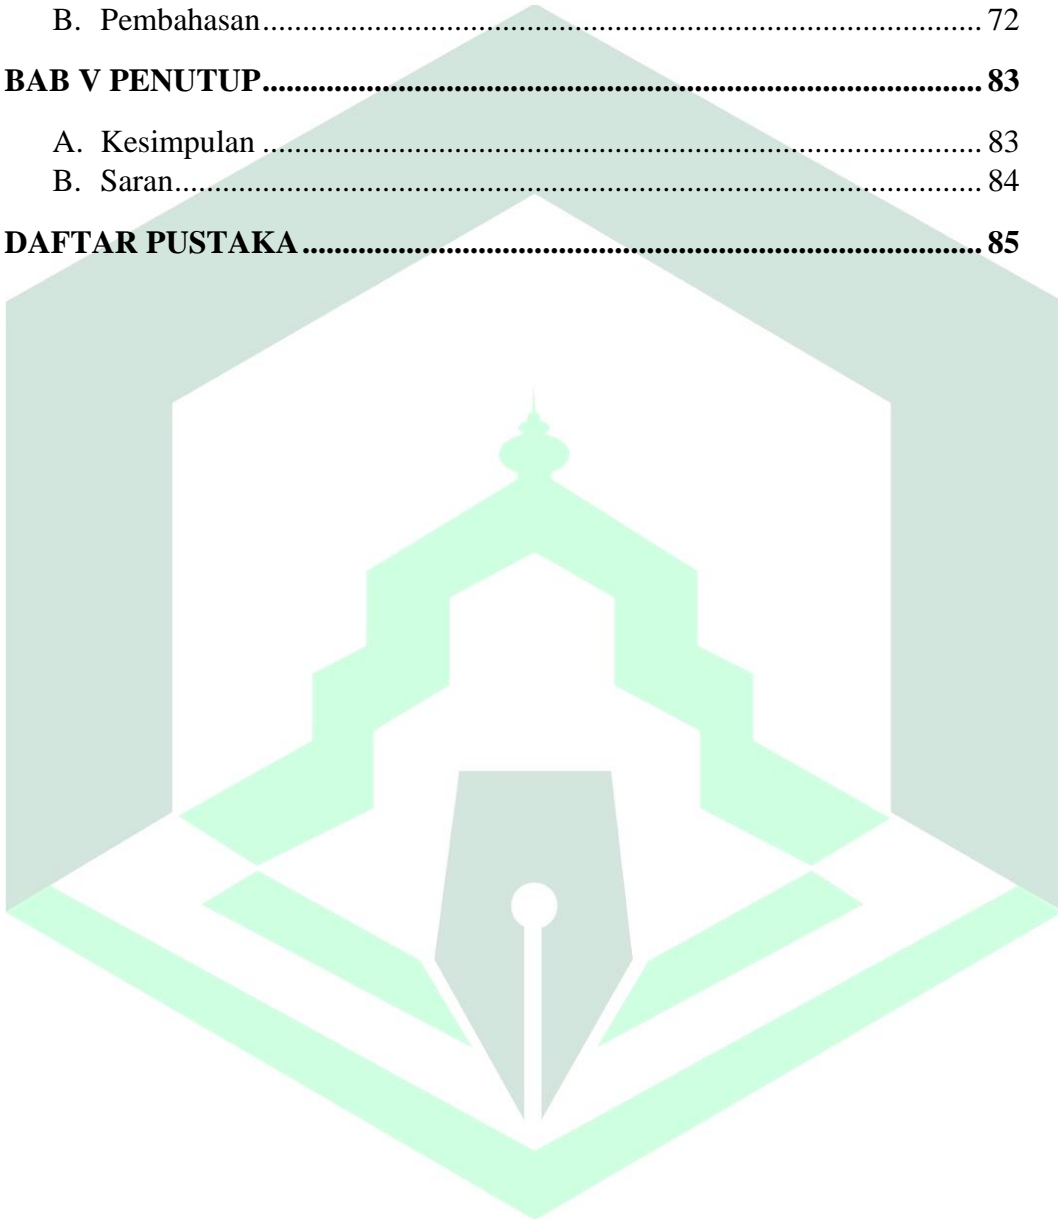 B. Pembahasan.......................................................................................... 72
BAB V PENUTUP.......................................................................................... 83
A. Kesimpulan .......................................................................................... 83
B. Saran..................................................................................................... 84
DAFTAR PUSTAKA..................................................................................... 85